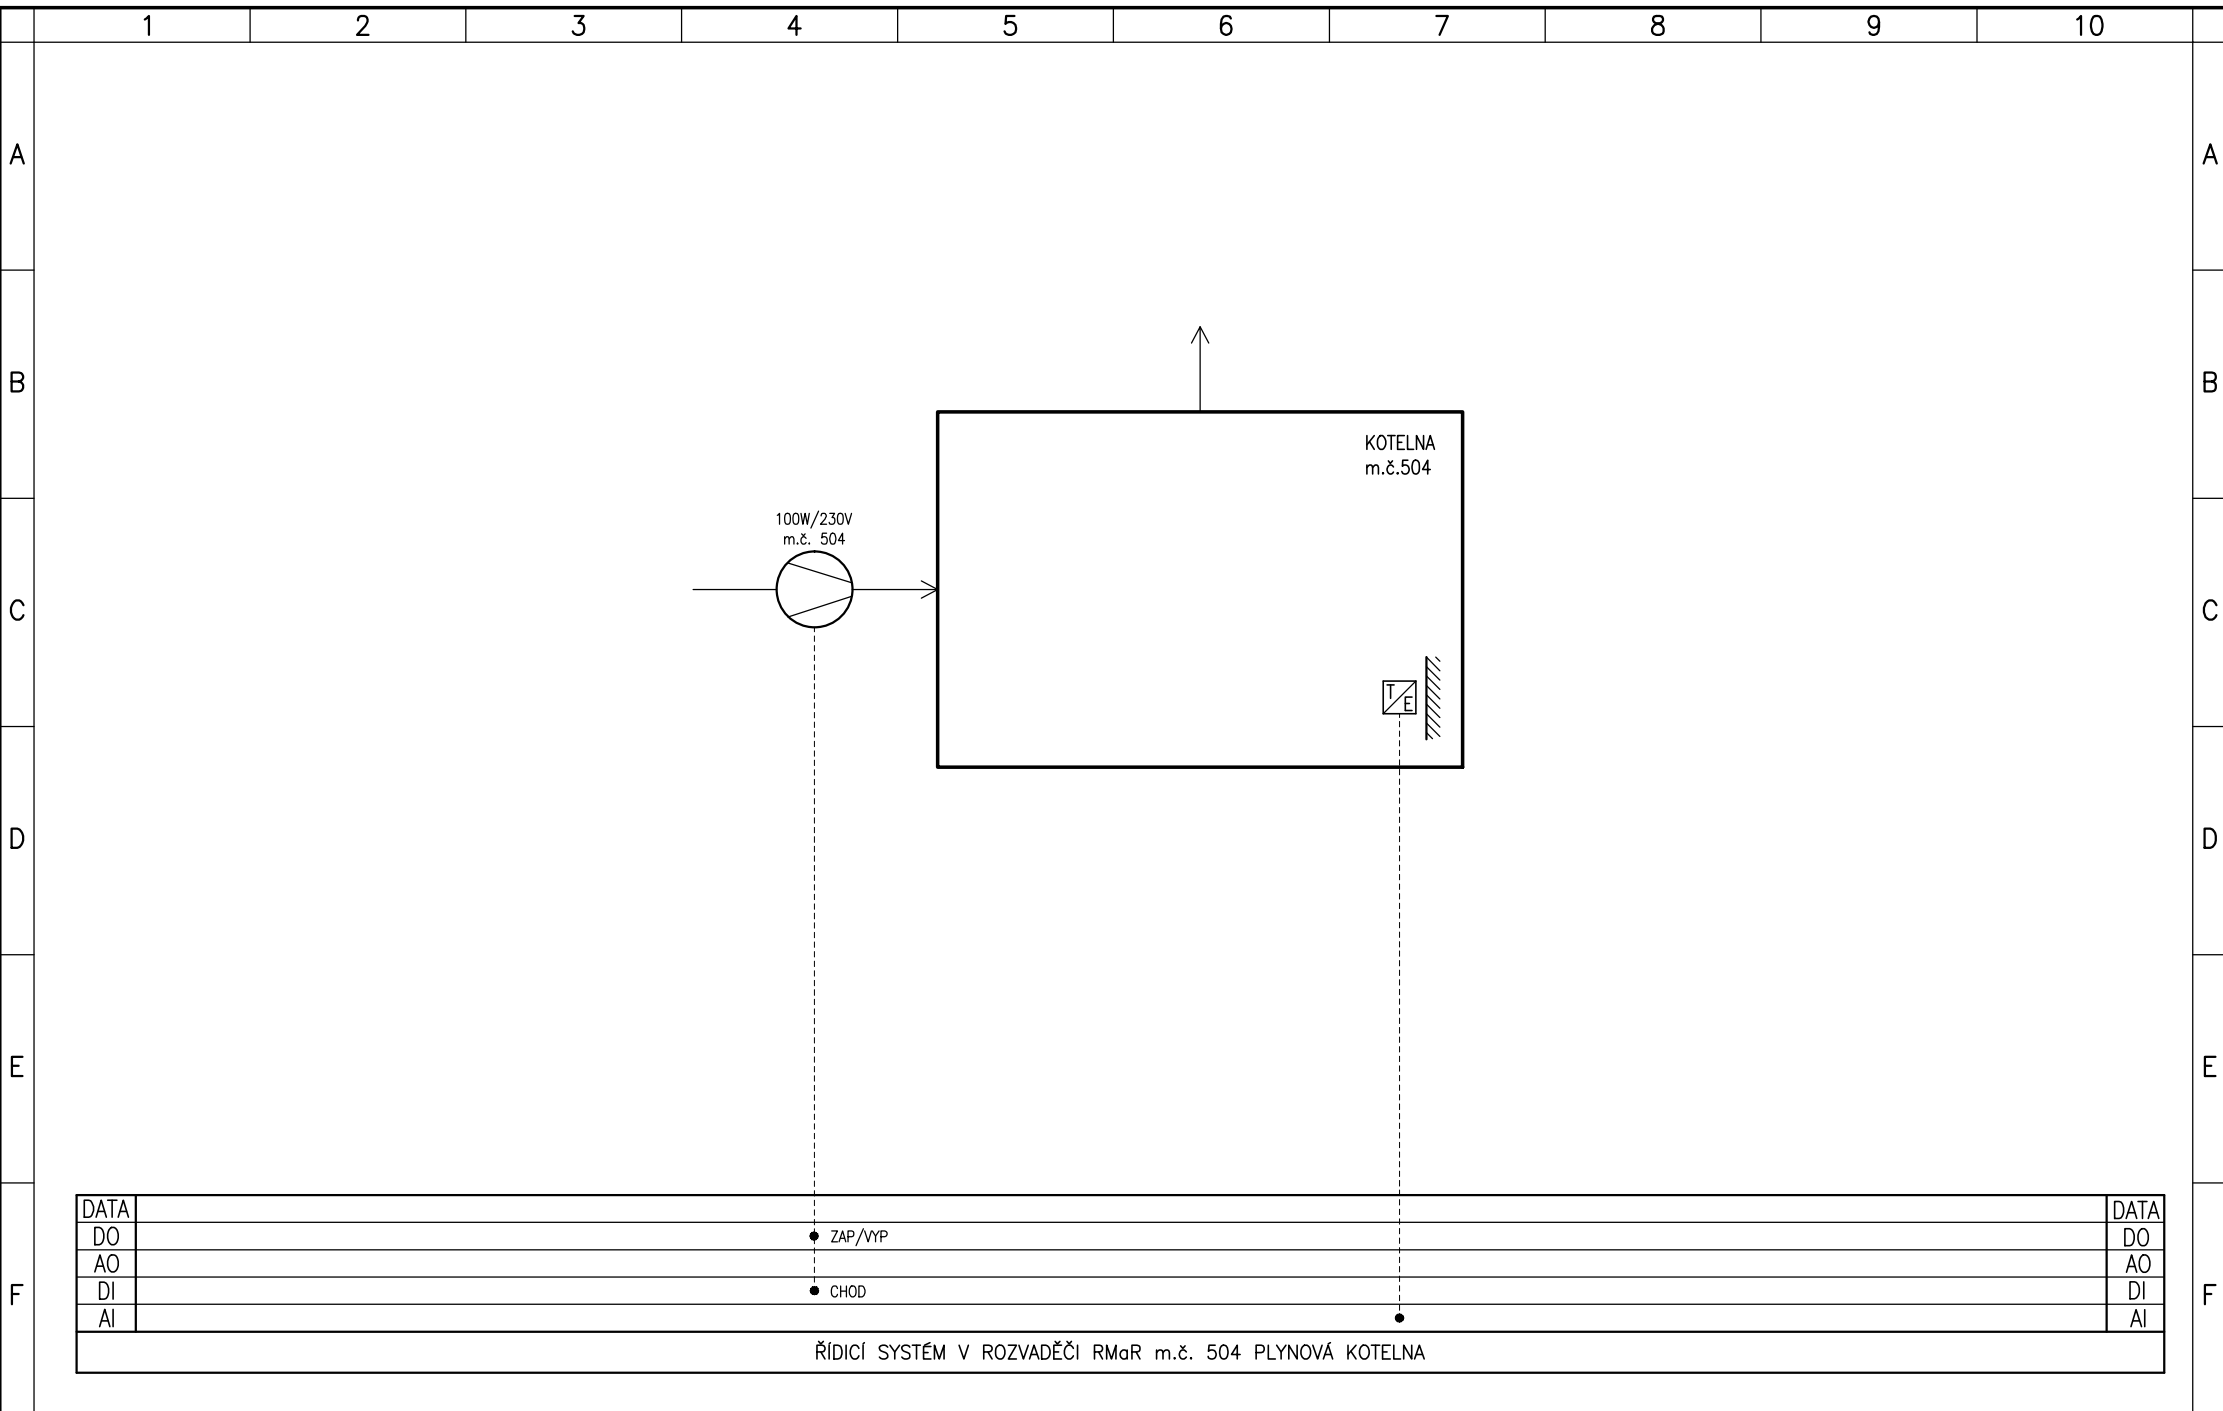 1 2 3 4 5 6 7 8 9 10
A A
B B
KOTELNA
m.č.504
100W/230V
m.č. 504
C C
T/E
D D
E E
DATA DATA
DO ZAP/VYP DO
AO AO
DI CHOD DI
F F
AI AI
ŘÍDICÍ SYSTÉM V ROZVADĚČI RMaR m.č. 504 PLYNOVÁ KOTELNA